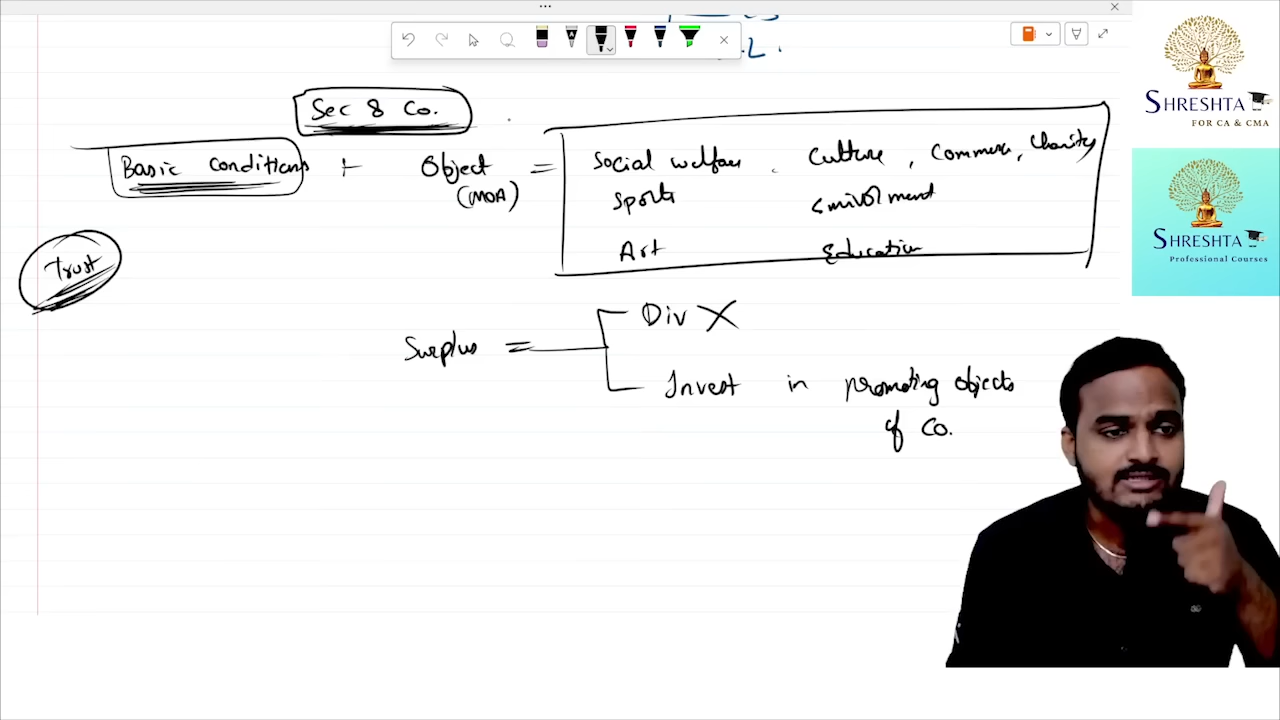 Sec 8 Co.
Basic Conditions + Object = Social welfare, Culture, Commerce, Charity
(MOA) Sports Environment
Art Education
Trust
Surplus = Div X
Invest in promoting objects
of Co.
SHRESHTA
FOR CA & CMA
SHRESHTA
Professional Courses